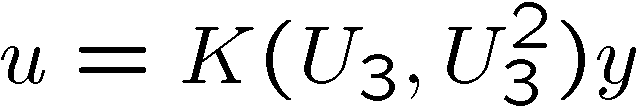 u = K(U_3, U_3^2)y